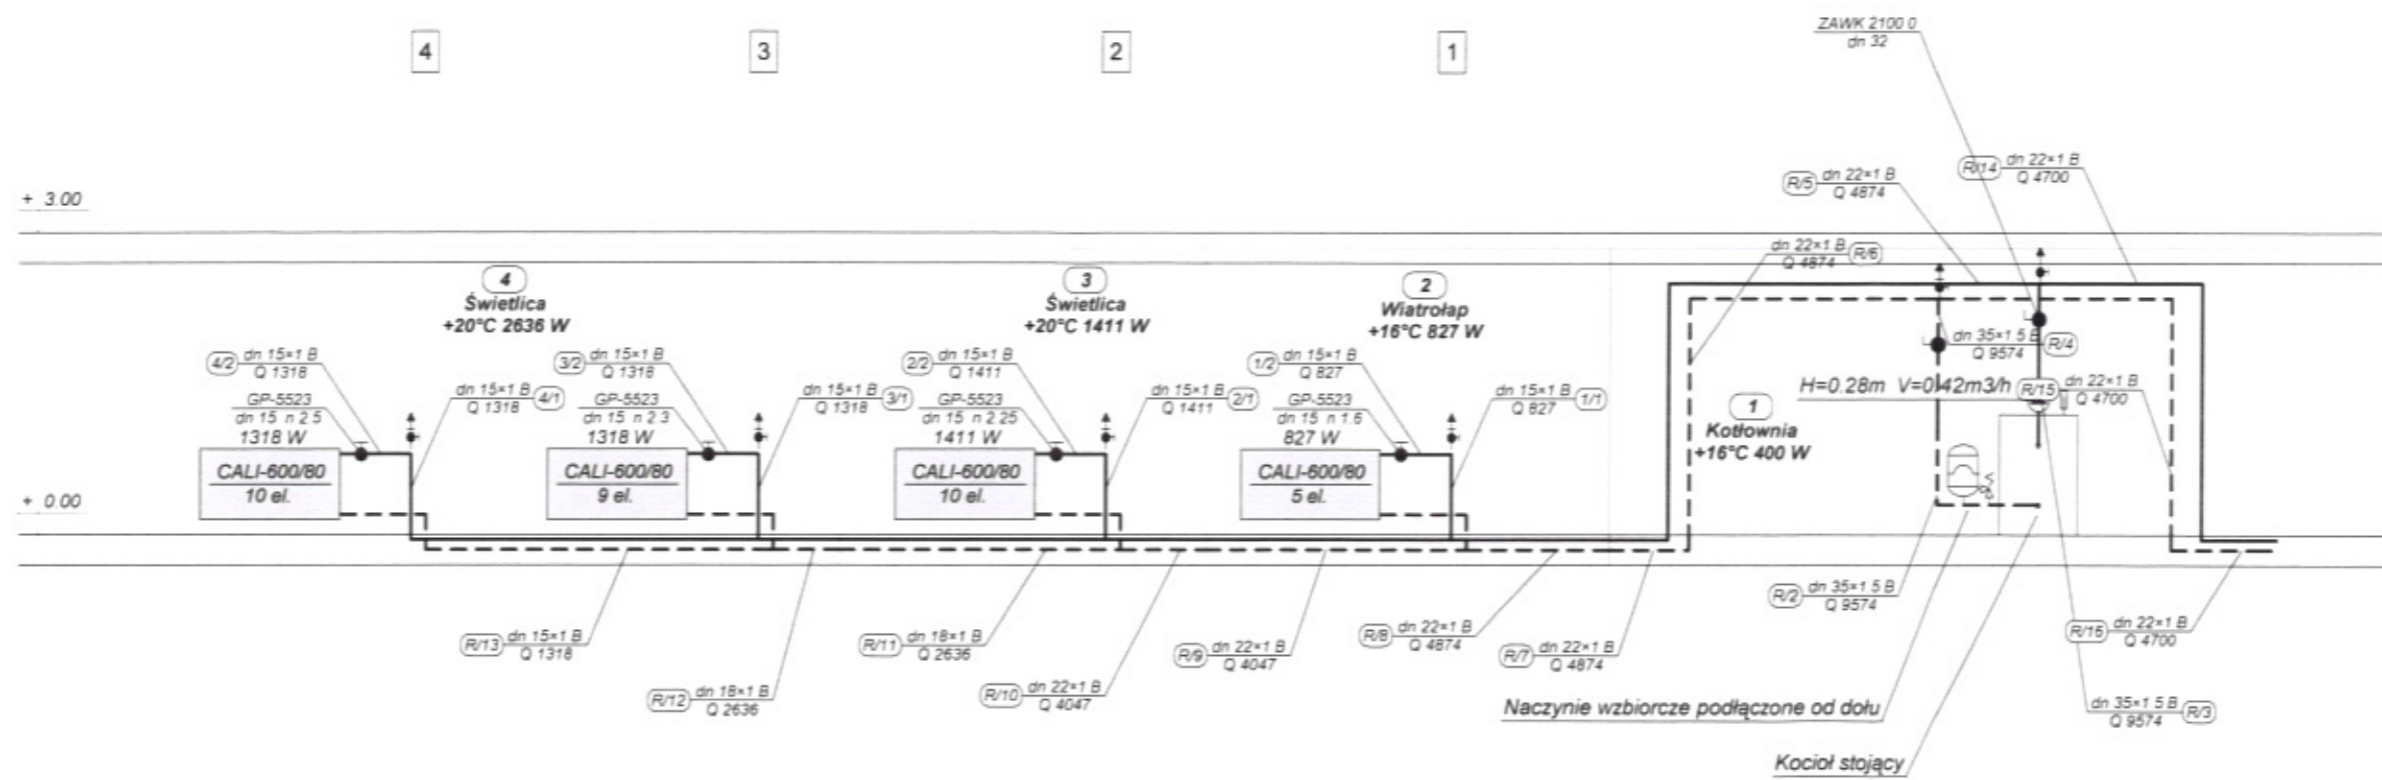 4
3
2
1
ZAWK 2100 0
dn 32
R/14 dn 22×1 B
Q 4700
R/5 dn 22×1 B
Q 4874
+ 3.00
dn 22×1 B R/6
Q 4874
4
Świetlica
+20°C 2636 W
3
Świetlica
+20°C 1411 W
2
Wiatrołap
+16°C 827 W
dn 35×1 5 B R/4
Q 9574
4/2 dn 15×1 B
Q 1318
3/2 dn 15×1 B
Q 1318
2/2 dn 15×1 B
Q 1411
1/2 dn 15×1 B
Q 827
H=0.28m V=0.42m3/h
R/15 dn 22×1 B
Q 4700
GP-5523
dn 15 n 2 5
1318 W
dn 15×1 B 4/1
Q 1318
GP-5523
dn 15 n 2 3
1318 W
dn 15×1 B 3/1
Q 1318
GP-5523
dn 15 n 2 25
1411 W
dn 15×1 B 2/1
Q 1411
GP-5523
dn 15 n 1.6
827 W
dn 15×1 B 1/1
Q 827
1
Kotłownia
+16°C 400 W
CALI-600/80
10 el.
CALI-600/80
9 el.
CALI-600/80
10 el.
CALI-600/80
5 el.
+ 0.00
R/2 dn 35×1 5 B
Q 9574
R/13 dn 15×1 B
Q 1318
R/11 dn 18×1 B
Q 2636
R/9 dn 22×1 B
Q 4047
R/8 dn 22×1 B
Q 4874
R/7 dn 22×1 B
Q 4874
R/16 dn 22×1 B
Q 4700
R/12 dn 18×1 B
Q 2636
R/10 dn 22×1 B
Q 4047
Naczynie wzbiorcze podłączone od dołu
dn 35×1 5 B R/3
Q 9574
Kocioł stojący